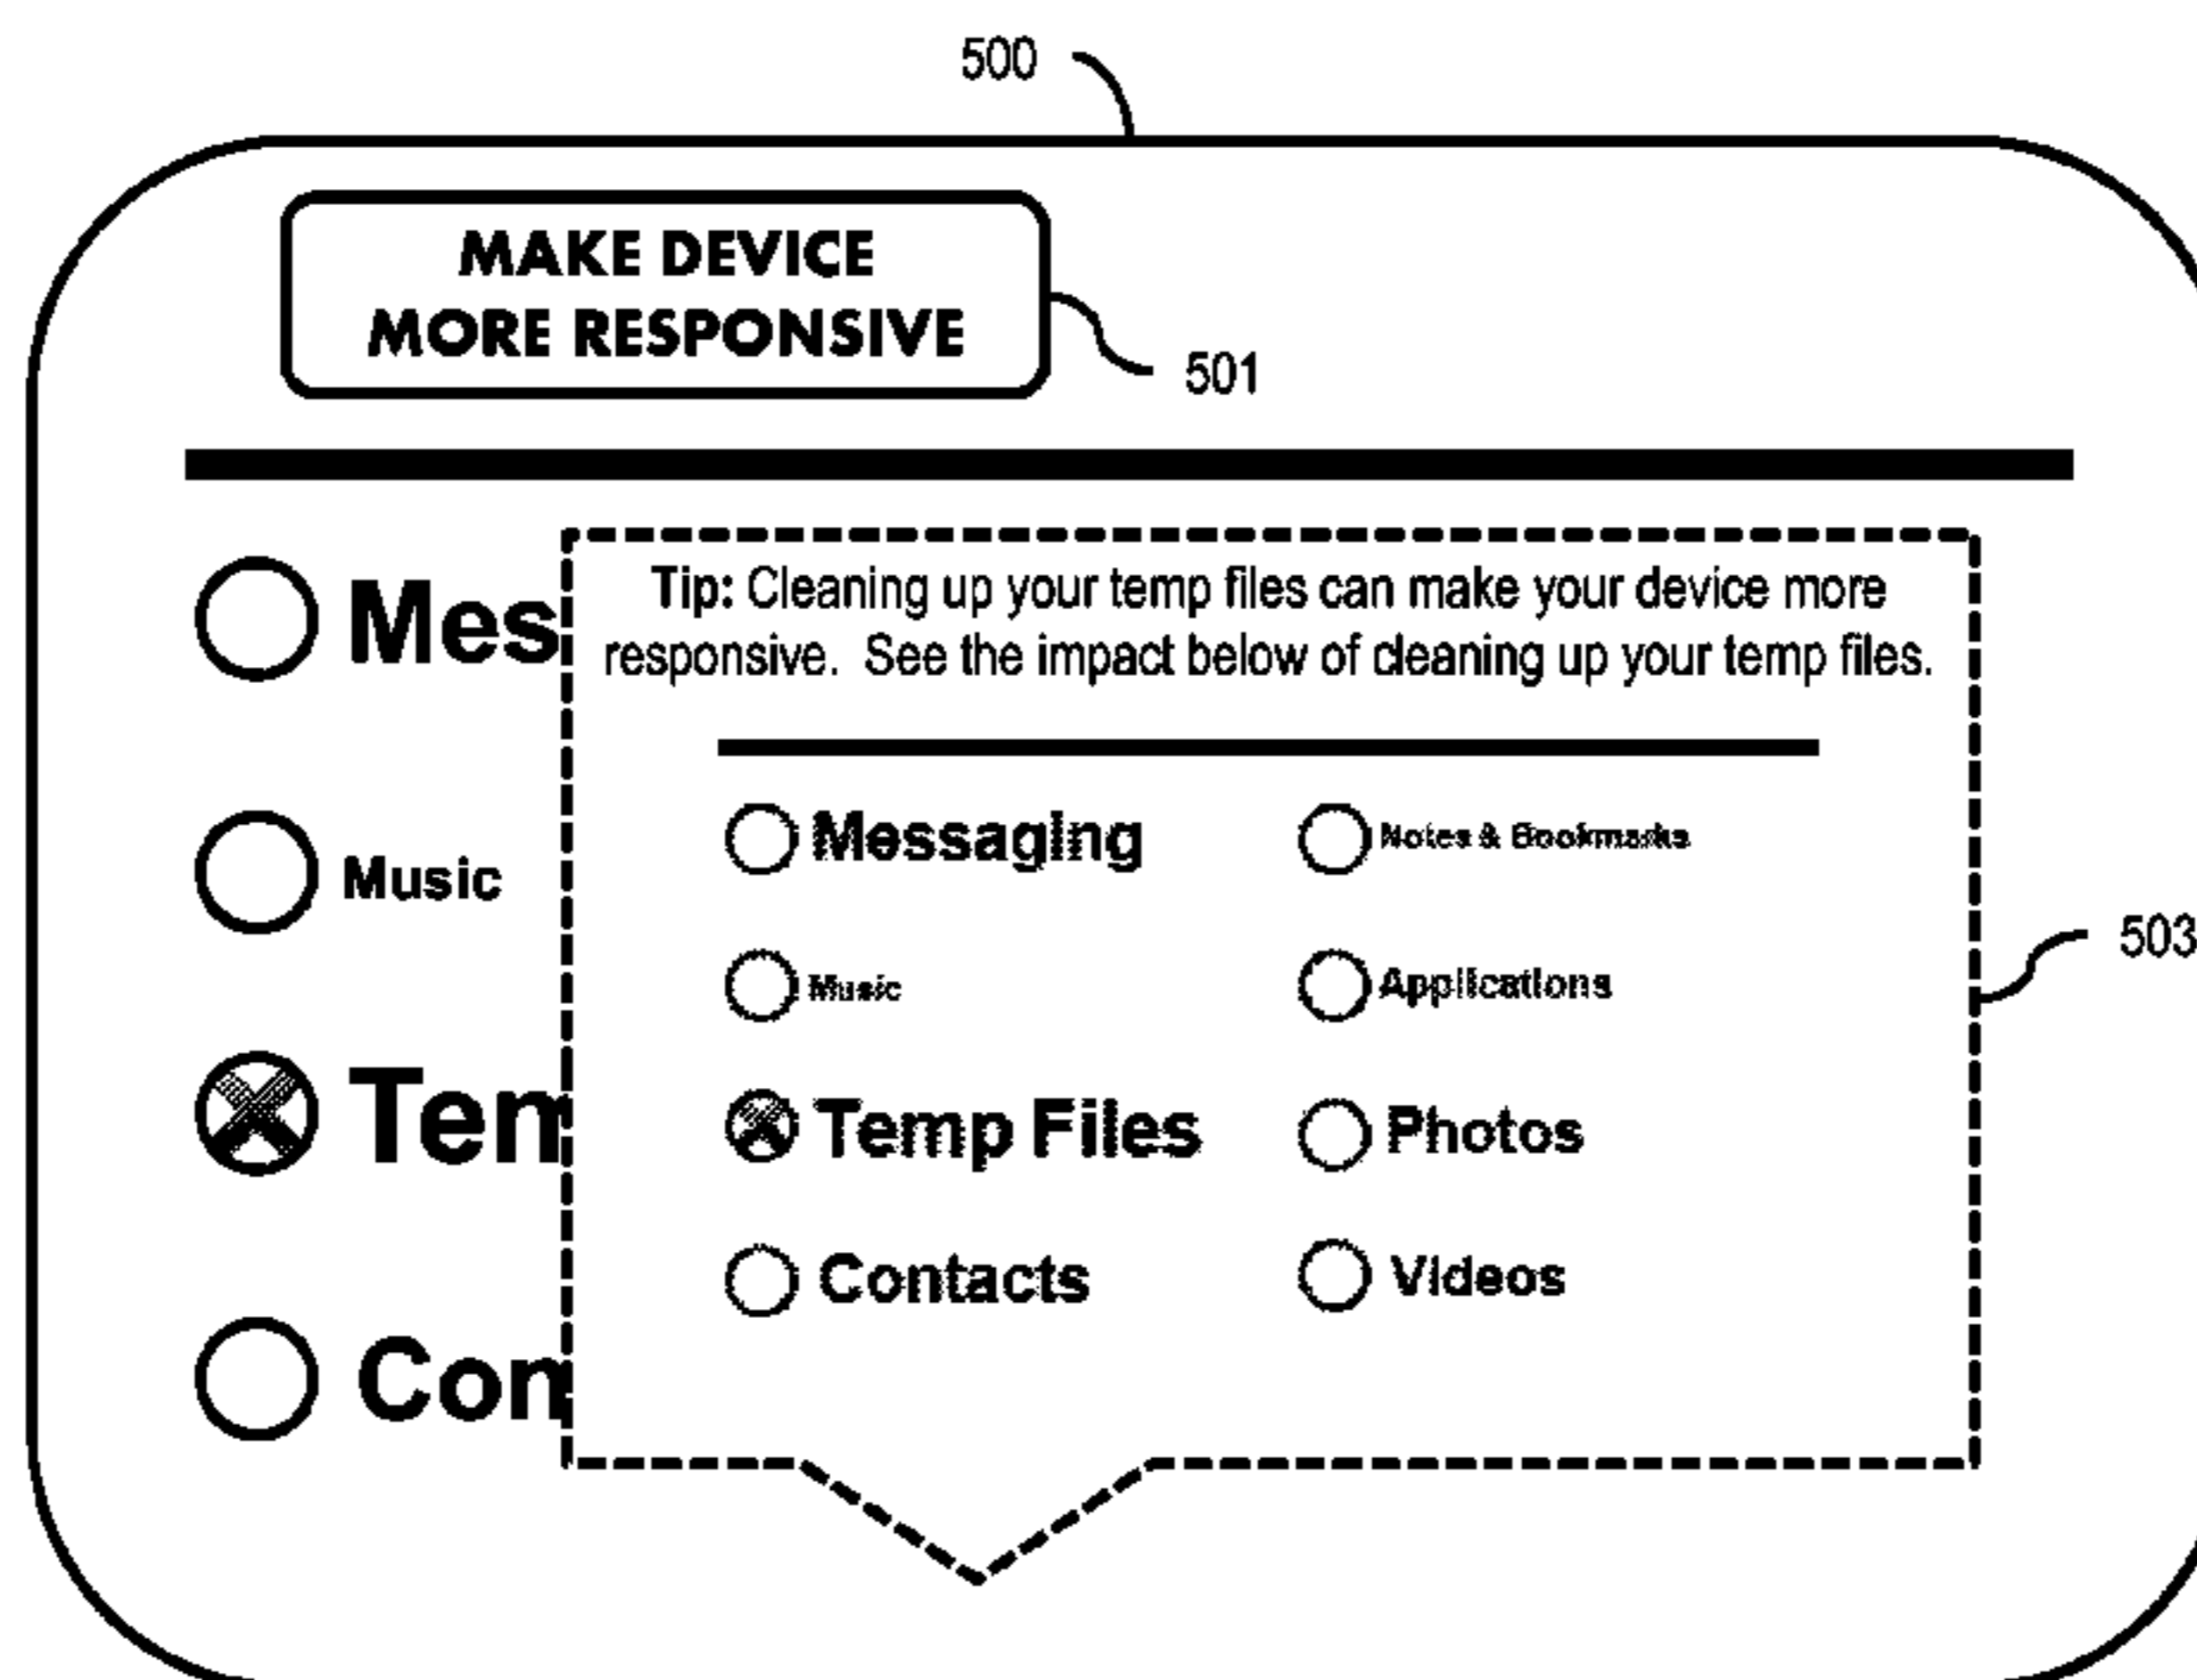 500
MAKE DEVICE
MORE RESPONSIVE
501
Mes
Tip: Cleaning up your temp files can make your device more
responsive. See the impact below of cleaning up your temp files.
Messaging
Notes & Bookmarks
Music
Music
Applications
503
Tem
Temp Files
Photos
Contacts
Videos
Con